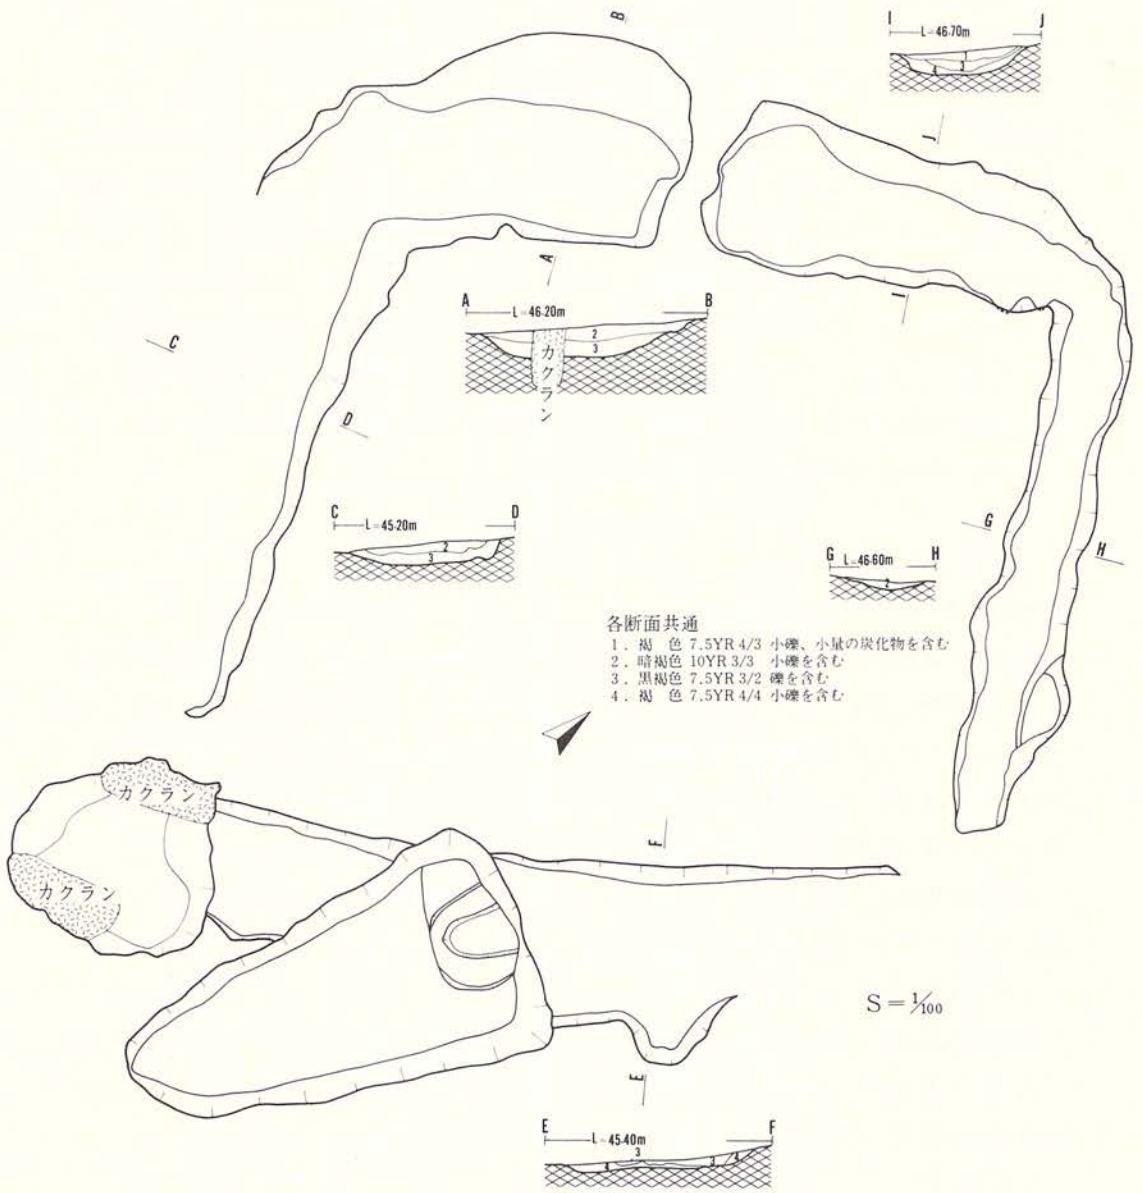 B
I J
L=46·70m
1
3
4
J
A
I
A B
L=46·20m
2
3
カクラン
C
D
C D
L=45·20m
2
3
G
H
G H
L=46·60m
2
各断面共通
1. 褐 色 7.5YR 4/3 小礫、小量の炭化物を含む
2. 暗褐色 10YR 3/3 小礫を含む
3. 黒褐色 7.5YR 3/2 礫を含む
4. 褐 色 7.5YR 4/4 小礫を含む
カクラン
F
カクラン
S=1/100
E
E F
L=45·40m
3
4 3 4